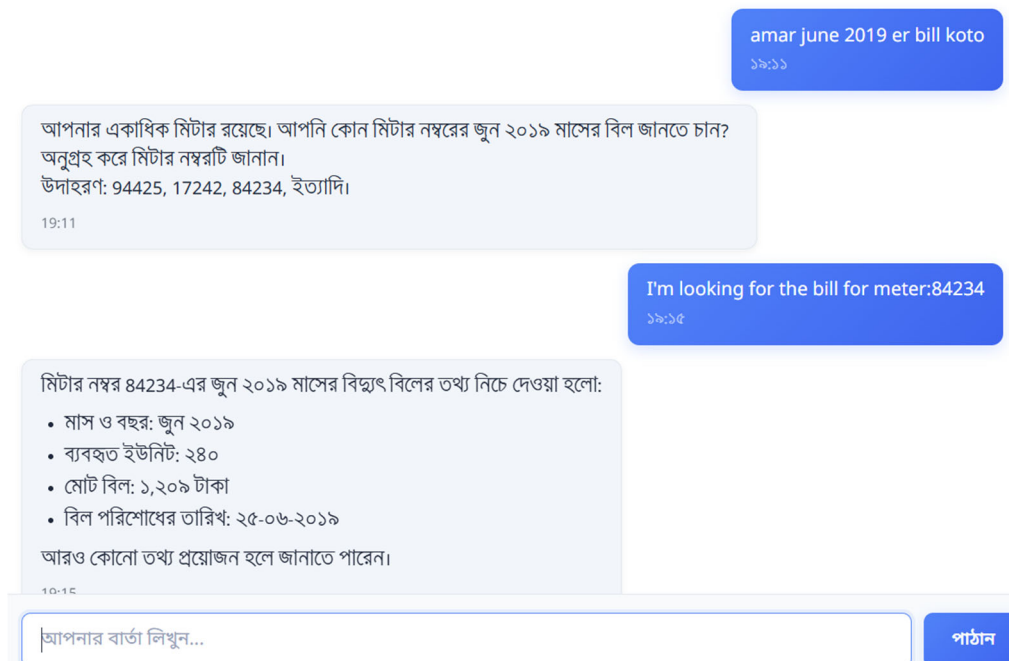 amar june 2019 er bill koto
১৯:১১
আপনার একাধিক মিটার রয়েছে। আপনি কোন মিটার নম্বরের জুন ২০১৯ মাসের বিল জানতে চান?
অনুগ্রহ করে মিটার নম্বরটি জানান।
উদাহরণ: 94425, 17242, 84234, ইত্যাদি।
19:11
I'm looking for the bill for meter:84234
১৯:১৫
মিটার নম্বর 84234-এর জুন ২০১৯ মাসের বিদ্যুৎ বিলের তথ্য নিচে দেওয়া হলো:
• মাস ও বছর: জুন ২০১৯
• ব্যবহৃত ইউনিট: ২৪০
• মোট বিল: ১,২০৯ টাকা
• বিল পরিশোধের তারিখ: ২৫-০৬-২০১৯
আরও কোনো তথ্য প্রয়োজন হলে জানাতে পারেন।
19:15
আপনার বার্তা লিখুন...
পাঠান